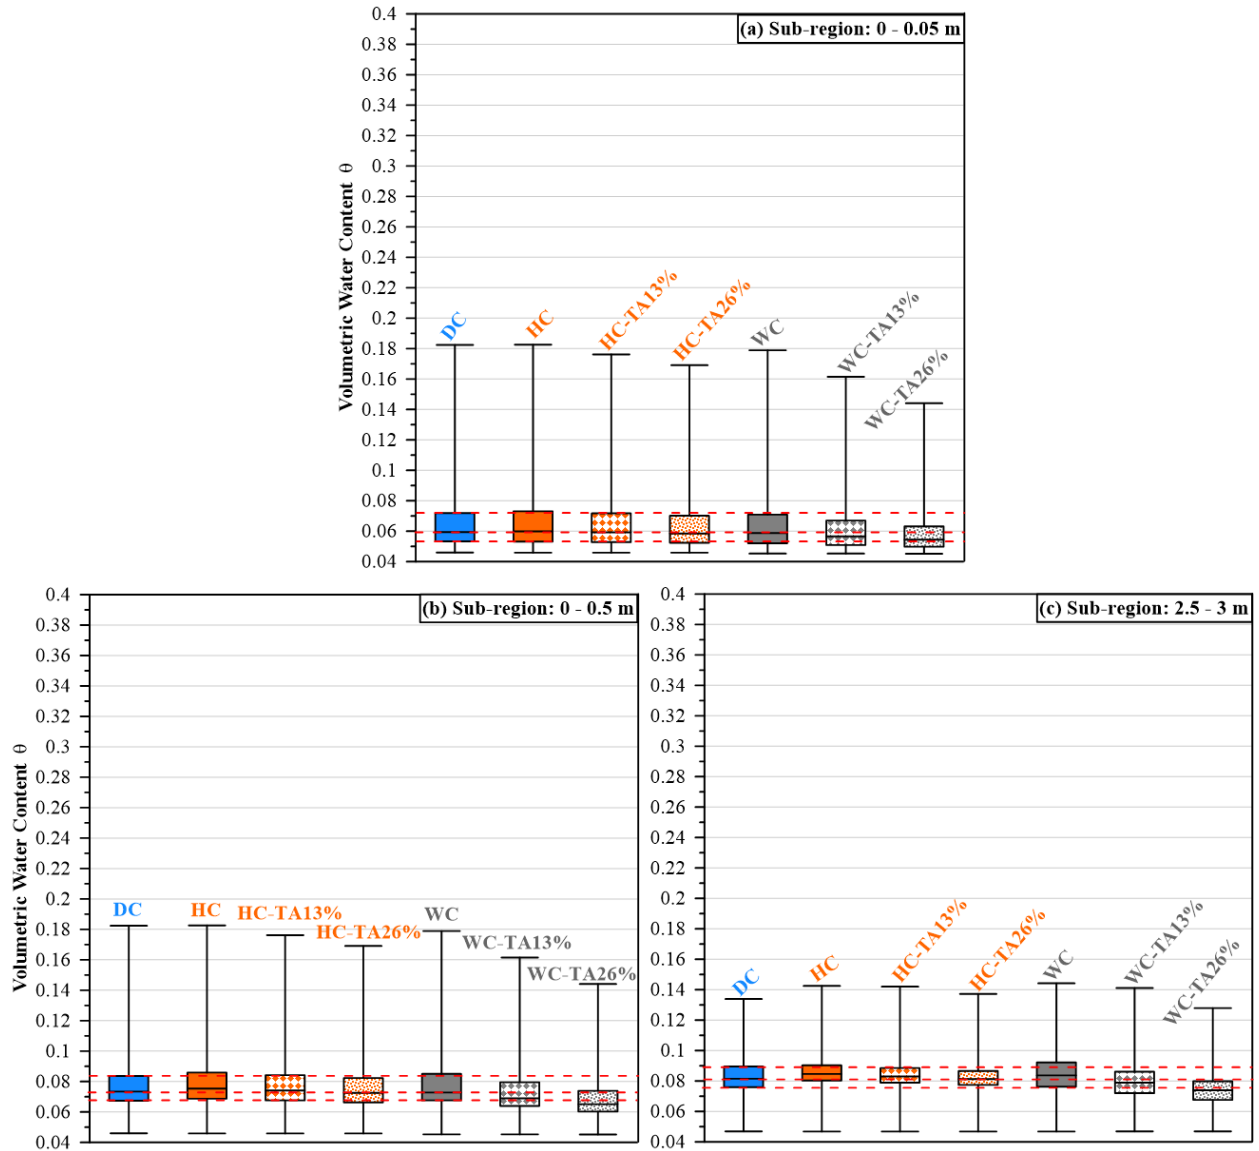 (a) Sub-region: 0 - 0.05 m
Volumetric Water Content θ
0.4
0.38
0.36
0.34
0.32
0.3
0.28
0.26
0.24
0.22
0.2
0.18
0.16
0.14
0.12
0.1
0.08
0.06
0.04
DC
HC
HC-TA13%
HC-TA26%
WC
WC-TA13%
WC-TA26%
(b) Sub-region: 0 - 0.5 m
Volumetric Water Content θ
0.4
0.38
0.36
0.34
0.32
0.3
0.28
0.26
0.24
0.22
0.2
0.18
0.16
0.14
0.12
0.1
0.08
0.06
0.04
DC
HC
HC-TA13%
HC-TA26%
WC
WC-TA13%
WC-TA26%
(c) Sub-region: 2.5 - 3 m
0.4
0.38
0.36
0.34
0.32
0.3
0.28
0.26
0.24
0.22
0.2
0.18
0.16
0.14
0.12
0.1
0.08
0.06
0.04
DC
HC
HC-TA13%
HC-TA26%
WC
WC-TA13%
WC-TA26%